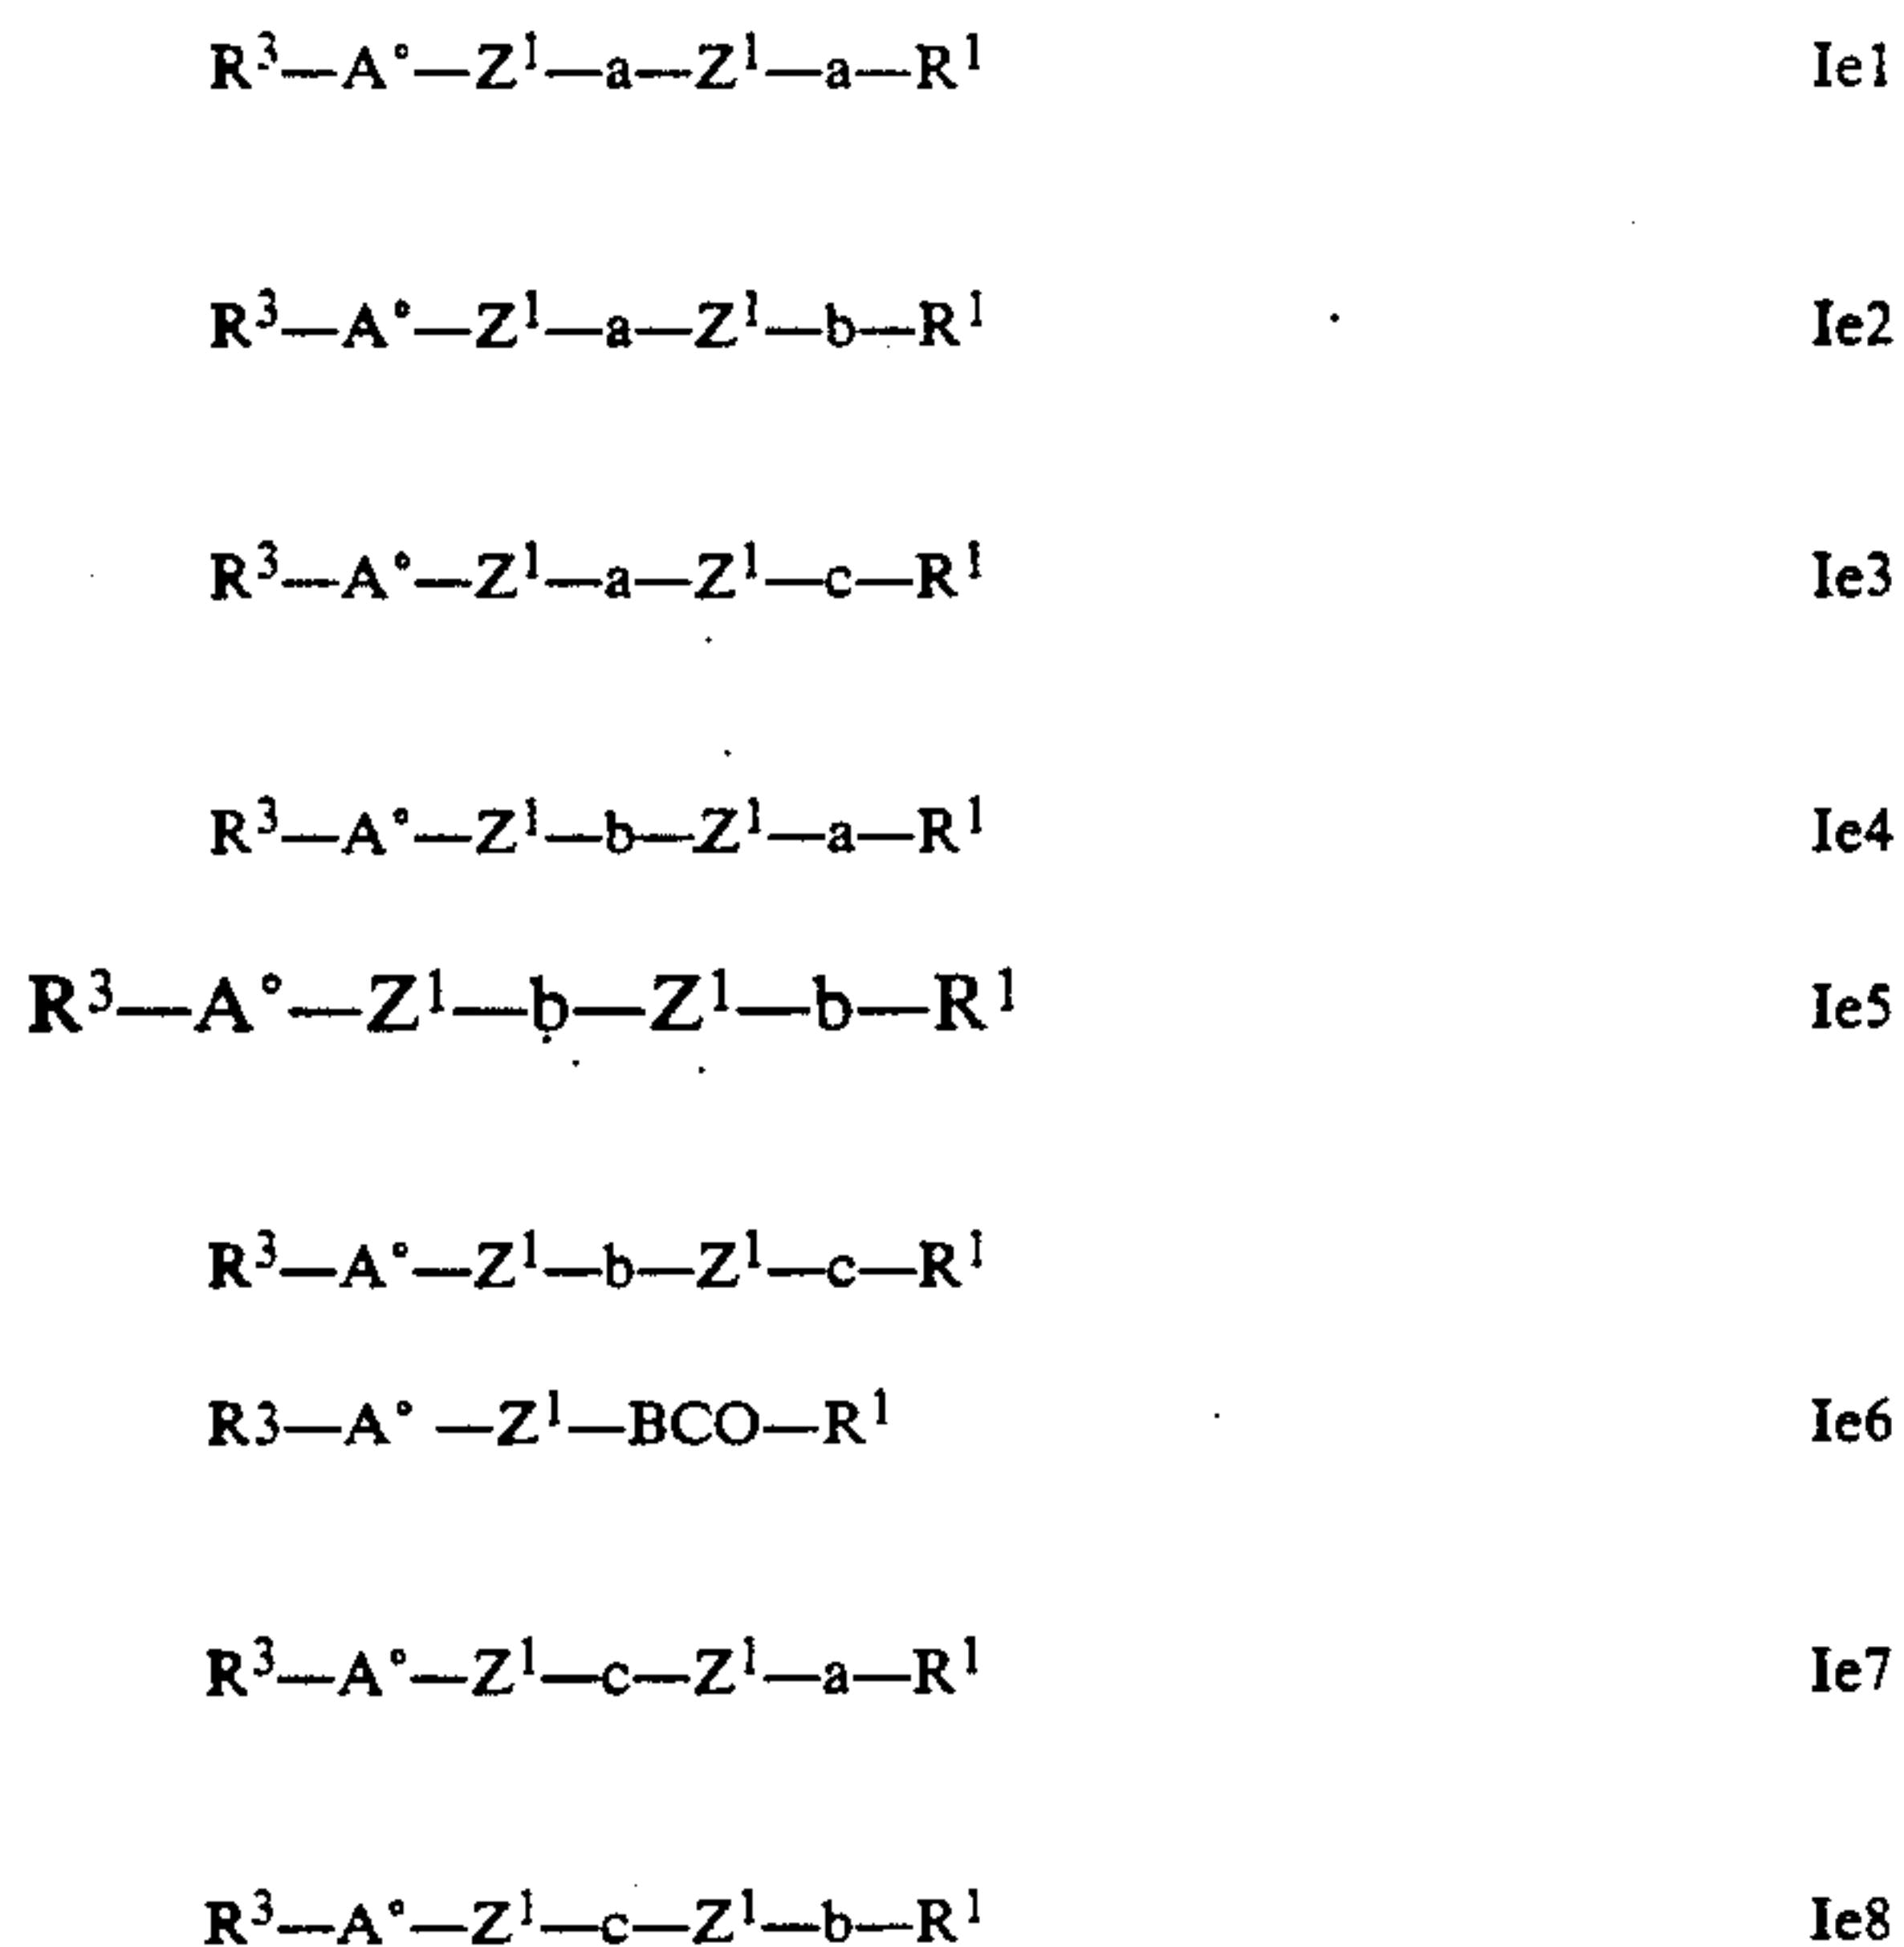 R³—A°—Z¹—a—Z¹—a—R¹ Ie1
R³—A°—Z¹—a—Z¹—b—R¹ Ie2
R³—A°—Z¹—a—Z¹—c—R¹ Ie3
R³—A°—Z¹—b—Z¹—a—R¹ Ie4
R³—A°—Z¹—b—Z¹—b—R¹ Ie5
R³—A°—Z¹—b—Z¹—c—R¹
R3—A° —Z¹—BCO—R¹ Ie6
R³—A°—Z¹—c—Z¹—a—R¹ Ie7
R³—A°—Z¹—c—Z¹—b—R¹ Ie8